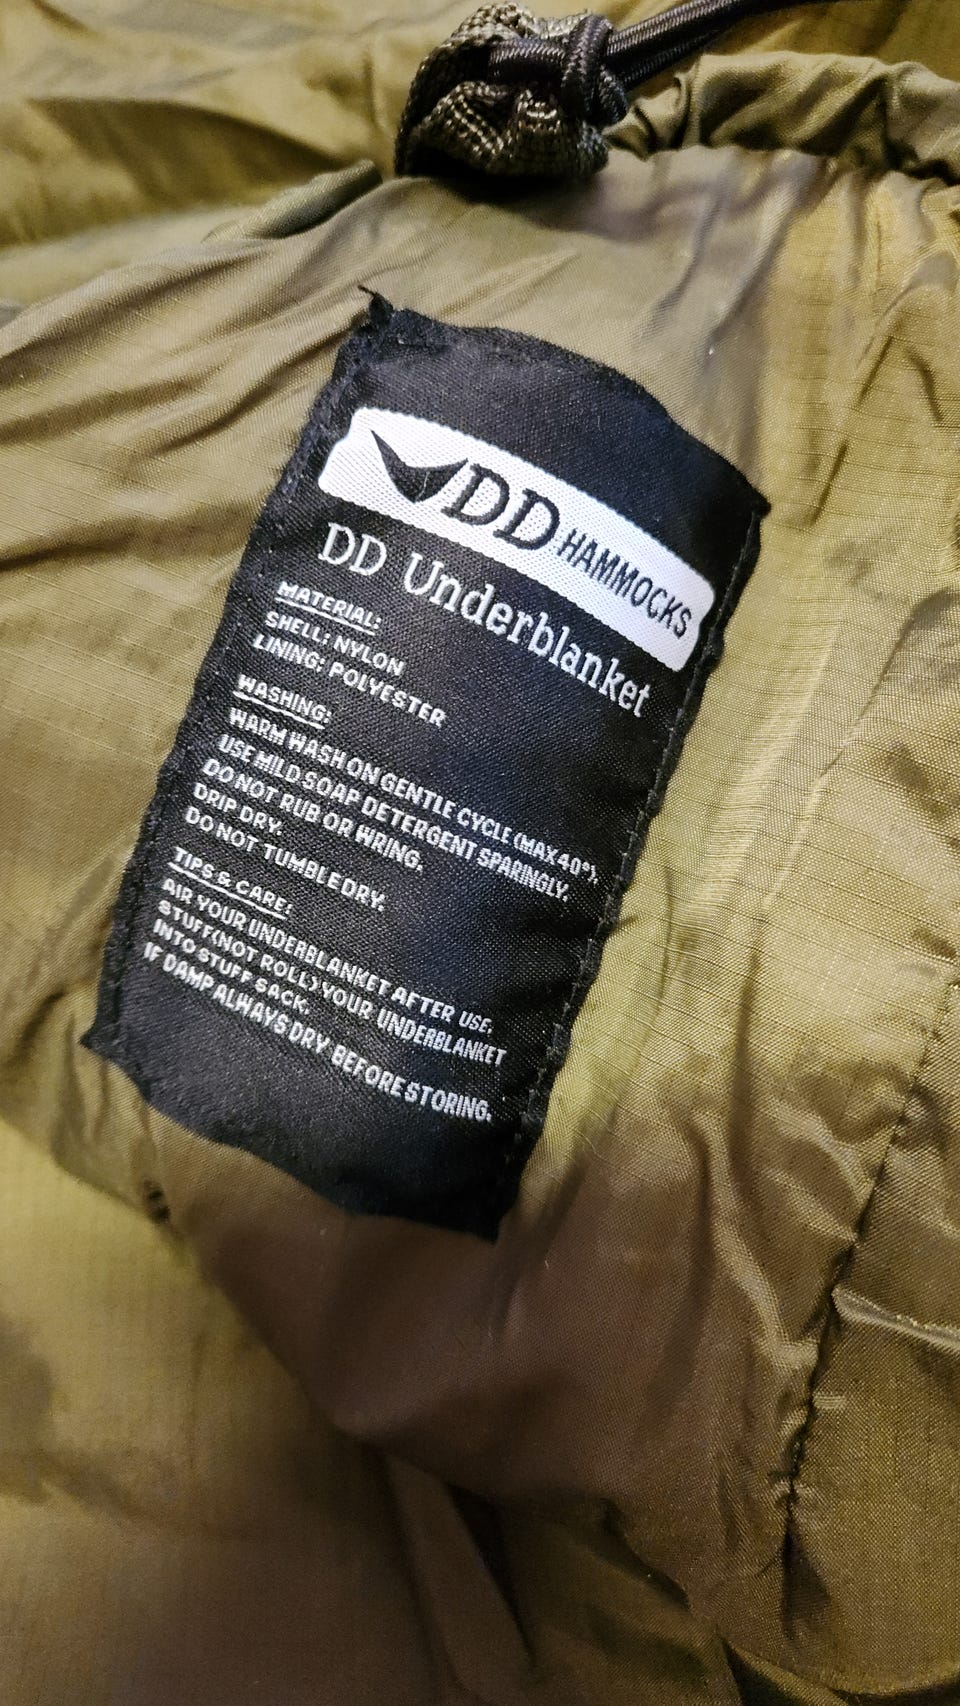 DD HAMMOCKS
DD Underblanket
MATERIAL:
SHELL: NYLON
LINING: POLYESTER
WASHING:
WARM WASH ON GENTLE CYCLE (MAX 40°).
USE MILD SOAP DETERGENT SPARINGLY.
DO NOT RUB OR WRING.
DRIP DRY.
DO NOT TUMBLE DRY.
TIPS & CARE:
AIR YOUR UNDERBLANKET AFTER USE.
STUFF(NOT ROLL) YOUR UNDERBLANKET
INTO STUFF SACK.
IF DAMP ALWAYS DRY BEFORE STORING.